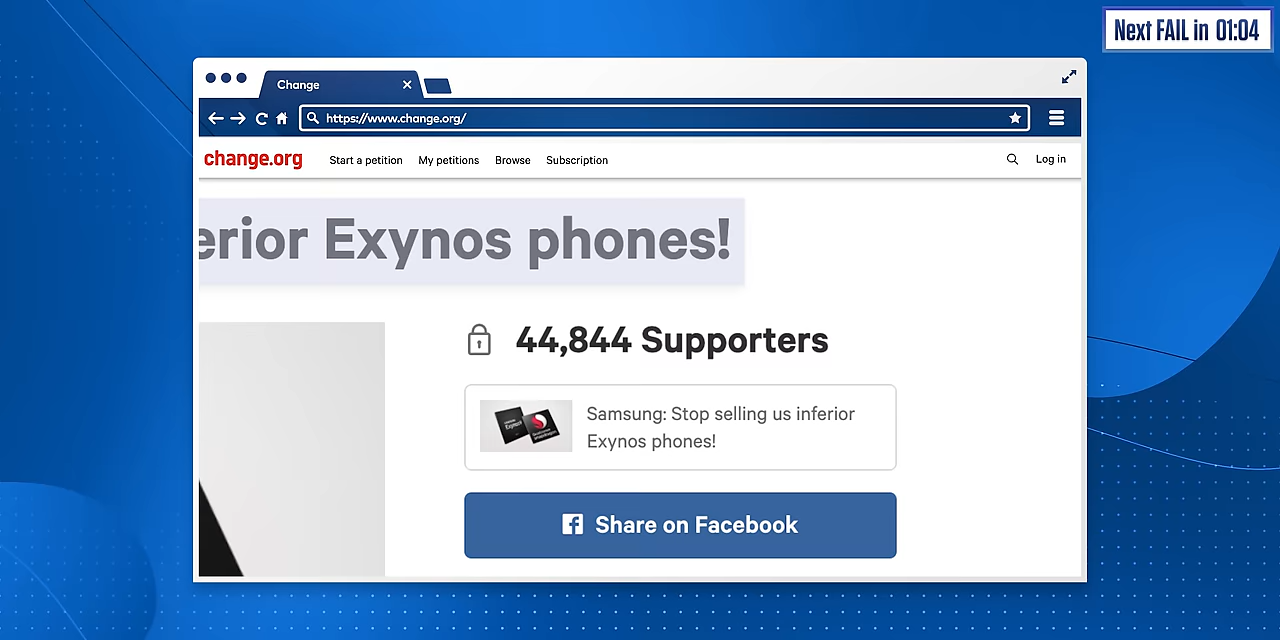 Next FAIL in 01:04
Change
https://www.change.org/
change.org Start a petition My petitions Browse Subscription Log in
erior Exynos phones!
44,844 Supporters
Samsung: Stop selling us inferior
Exynos phones!
Exynos
Share on Facebook